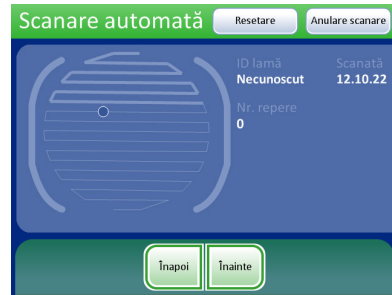 Scanare automată
Resetare
Anulare scanare
ID lamă
Scanată
Necunoscut
12.10.22
Nr. repere
0
Înapoi
Înainte